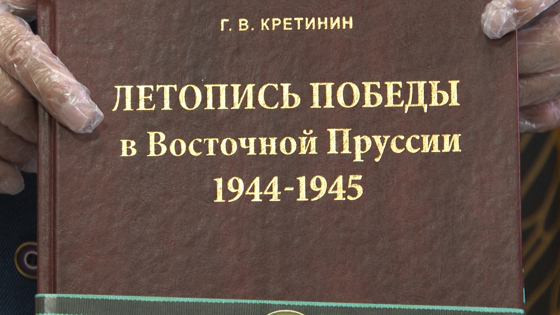 Г. В. КРЕТИНИН
ЛЕТОПИСЬ ПОБЕДЫ
в Восточной Пруссии
1944-1945